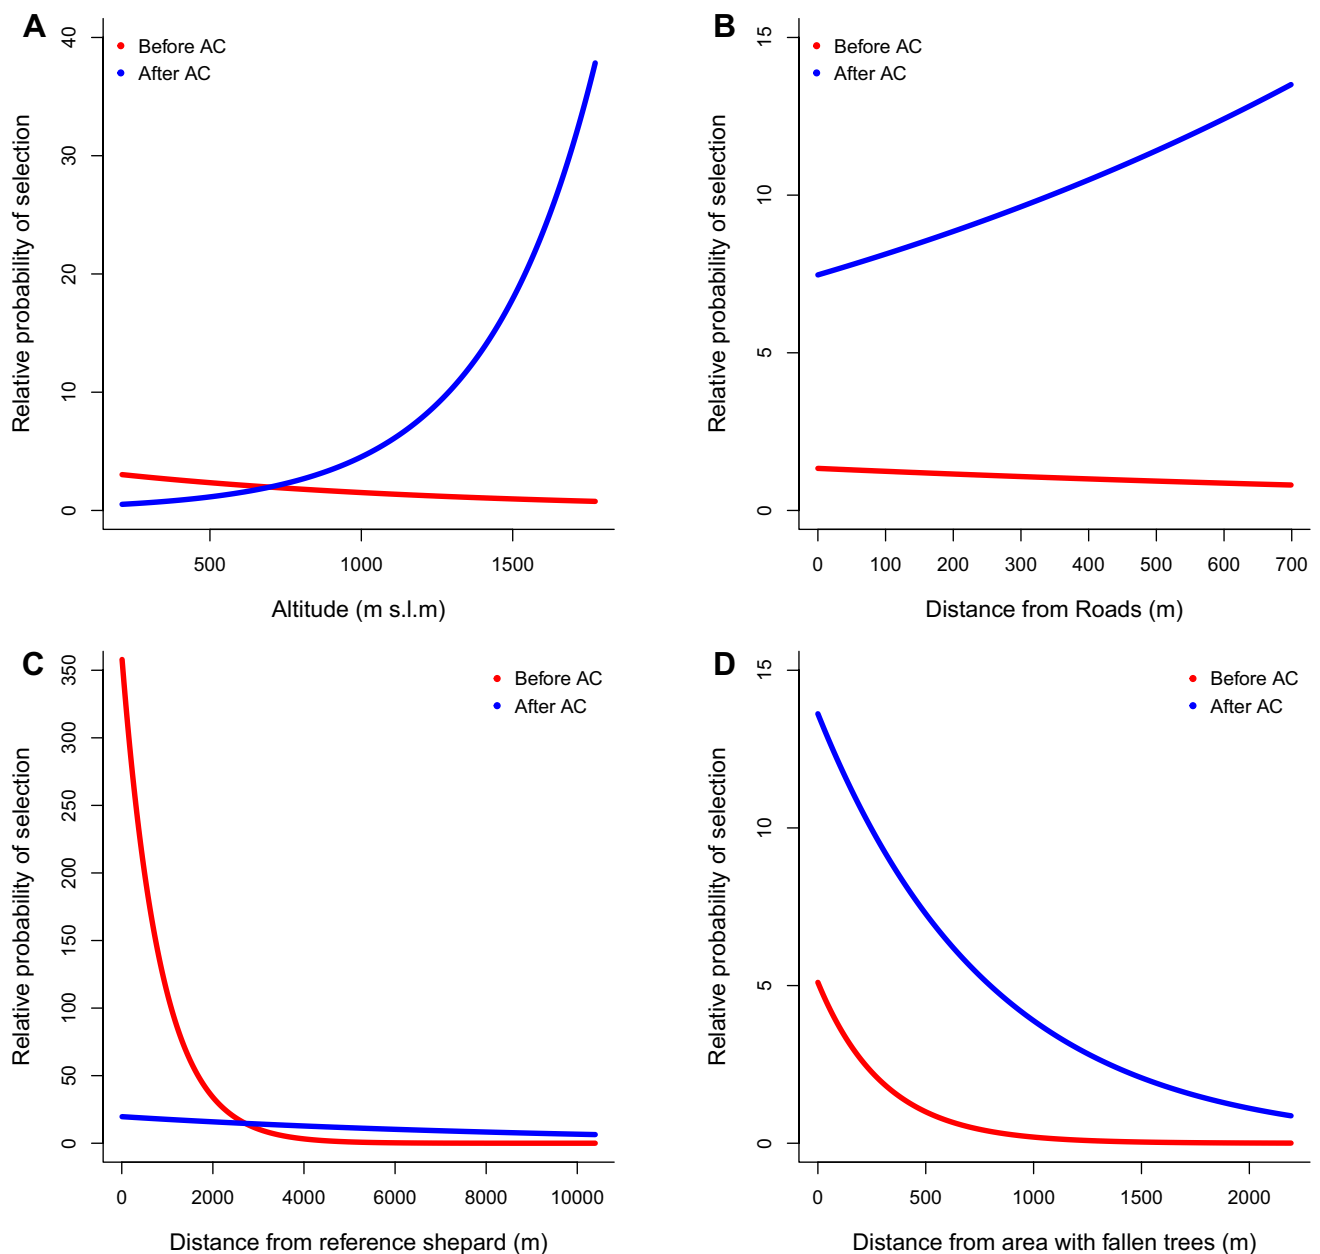 A
Before AC
After AC
Relative probability of selection
40
30
20
10
0
500 1000 1500
Altitude (m s.l.m)
B
Before AC
After AC
Relative probability of selection
15
10
5
0
0 100 200 300 400 500 600 700
Distance from Roads (m)
C
Before AC
After AC
Relative probability of selection
350
300
250
200
150
100
50
0
0 2000 4000 6000 8000 10000
Distance from reference shepard (m)
D
Before AC
After AC
Relative probability of selection
15
10
5
0
0 500 1000 1500 2000
Distance from area with fallen trees (m)